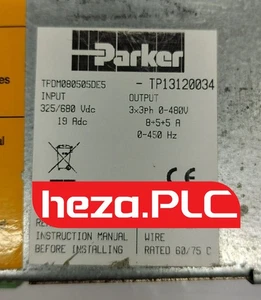 Parker
TFDM080505DE5 - TP13120034
INPUT OUTPUT
325/680 Vdc 3x3ph 0-480V
19 Adc 8+5+5 A
0-450 Hz
CE
heza.PLC
INSTRUCTION MANUAL WIRE
BEFORE INSTALLING RATED 60/75 C